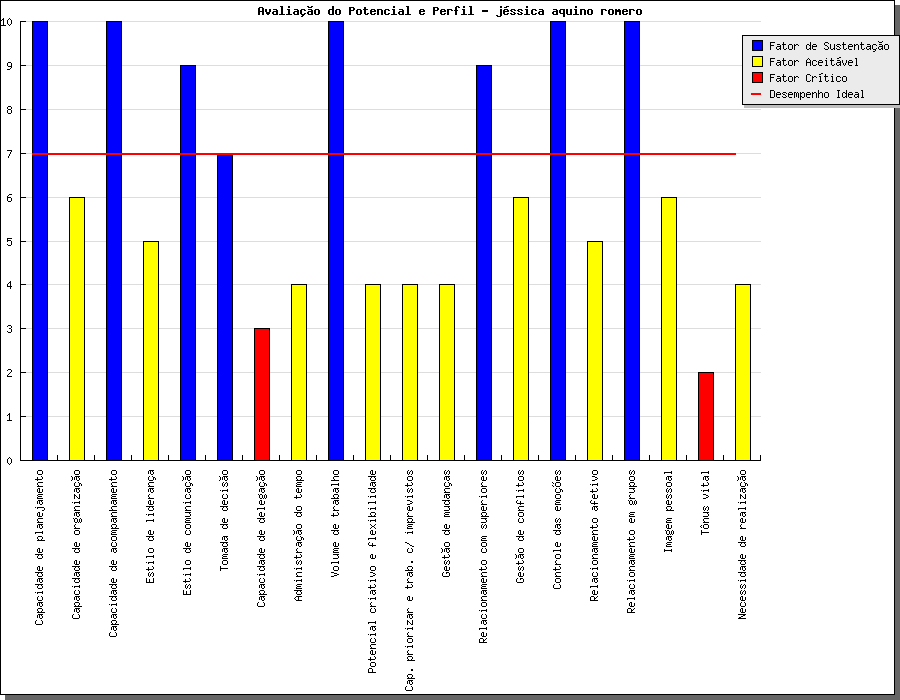 Avaliação do Potencial e Perfil - jéssica aquino romero
Fator de Sustentação
Fator Aceitável
Fator Crítico
Desempenho Ideal
10
9
8
7
6
5
4
3
2
1
0
Capacidade de planejamento
Capacidade de organização
Capacidade de acompanhamento
Estilo de liderança
Estilo de comunicação
Tomada de decisão
Capacidade de delegação
Administração do tempo
Volume de trabalho
Potencial criativo e flexibilidade
Cap. priorizar e trab. c/ imprevistos
Gestão de mudanças
Relacionamento com superiores
Gestão de conflitos
Controle das emoções
Relacionamento afetivo
Relacionamento em grupos
Imagem pessoal
Tônus vital
Necessidade de realização